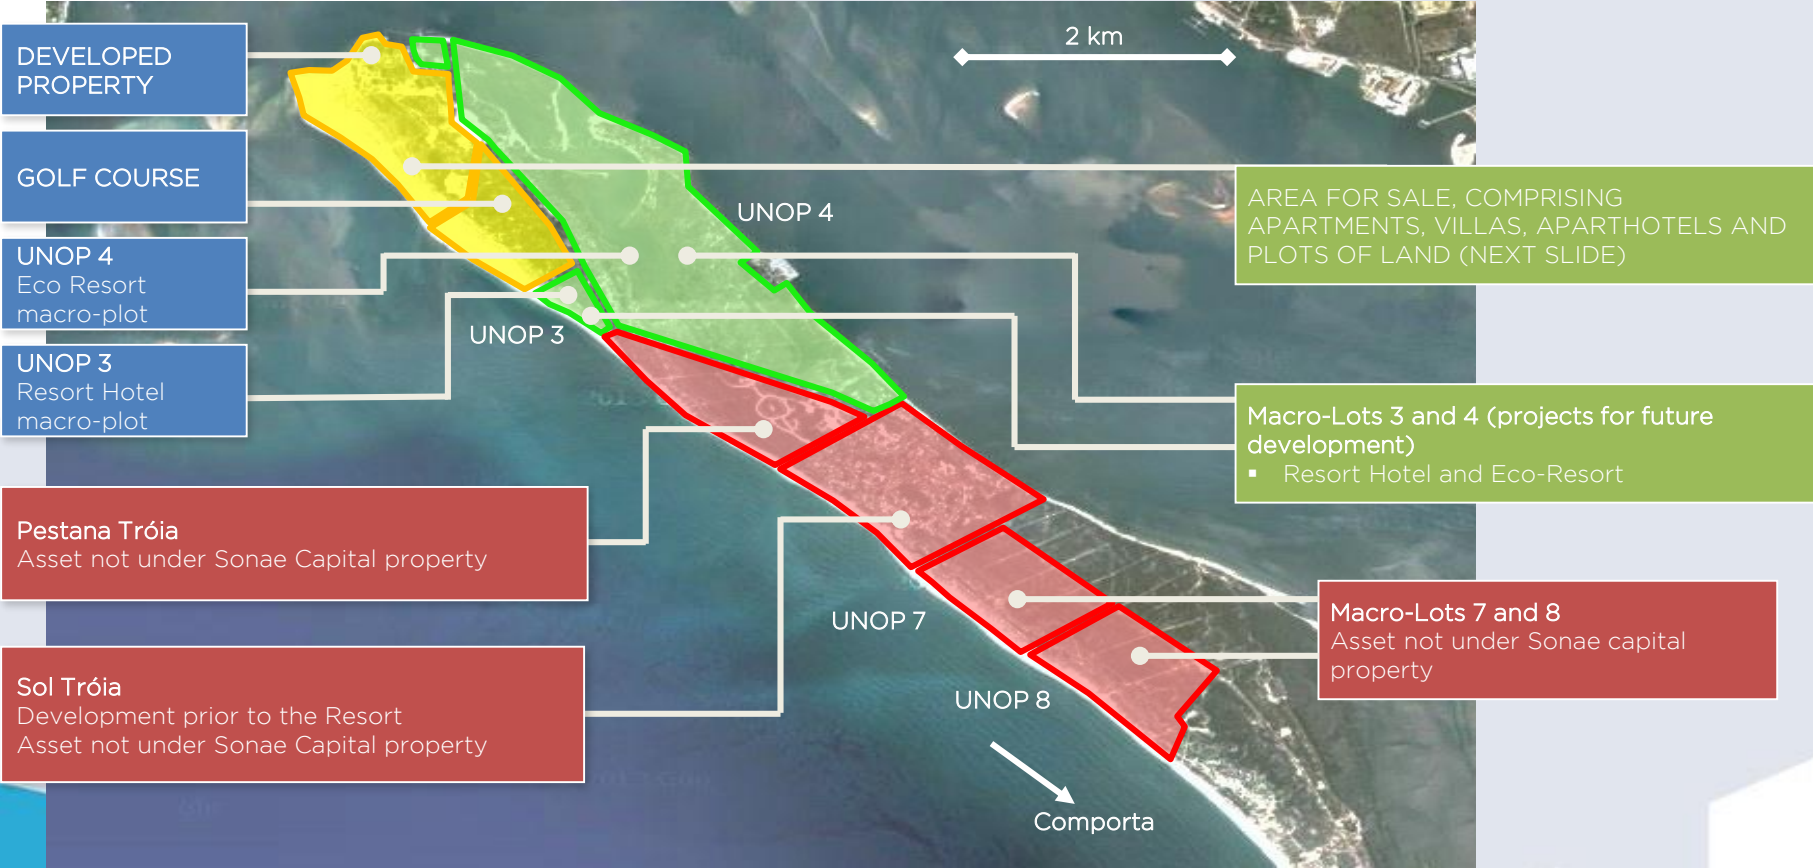 DEVELOPED
PROPERTY
GOLF COURSE
UNOP 4
Eco Resort
macro-plot
UNOP 3
Resort Hotel
macro-plot
Pestana Tróia
Asset not under Sonae Capital property
Sol Tróia
Development prior to the Resort
Asset not under Sonae Capital property
2 km
UNOP 4
UNOP 3
UNOP 7
UNOP 8
Comporta
AREA FOR SALE, COMPRISING
APARTMENTS, VILLAS, APARTHOTELS AND
PLOTS OF LAND (NEXT SLIDE)
Macro-Lots 3 and 4 (projects for future
development)
▪ Resort Hotel and Eco-Resort
Macro-Lots 7 and 8
Asset not under Sonae capital
property